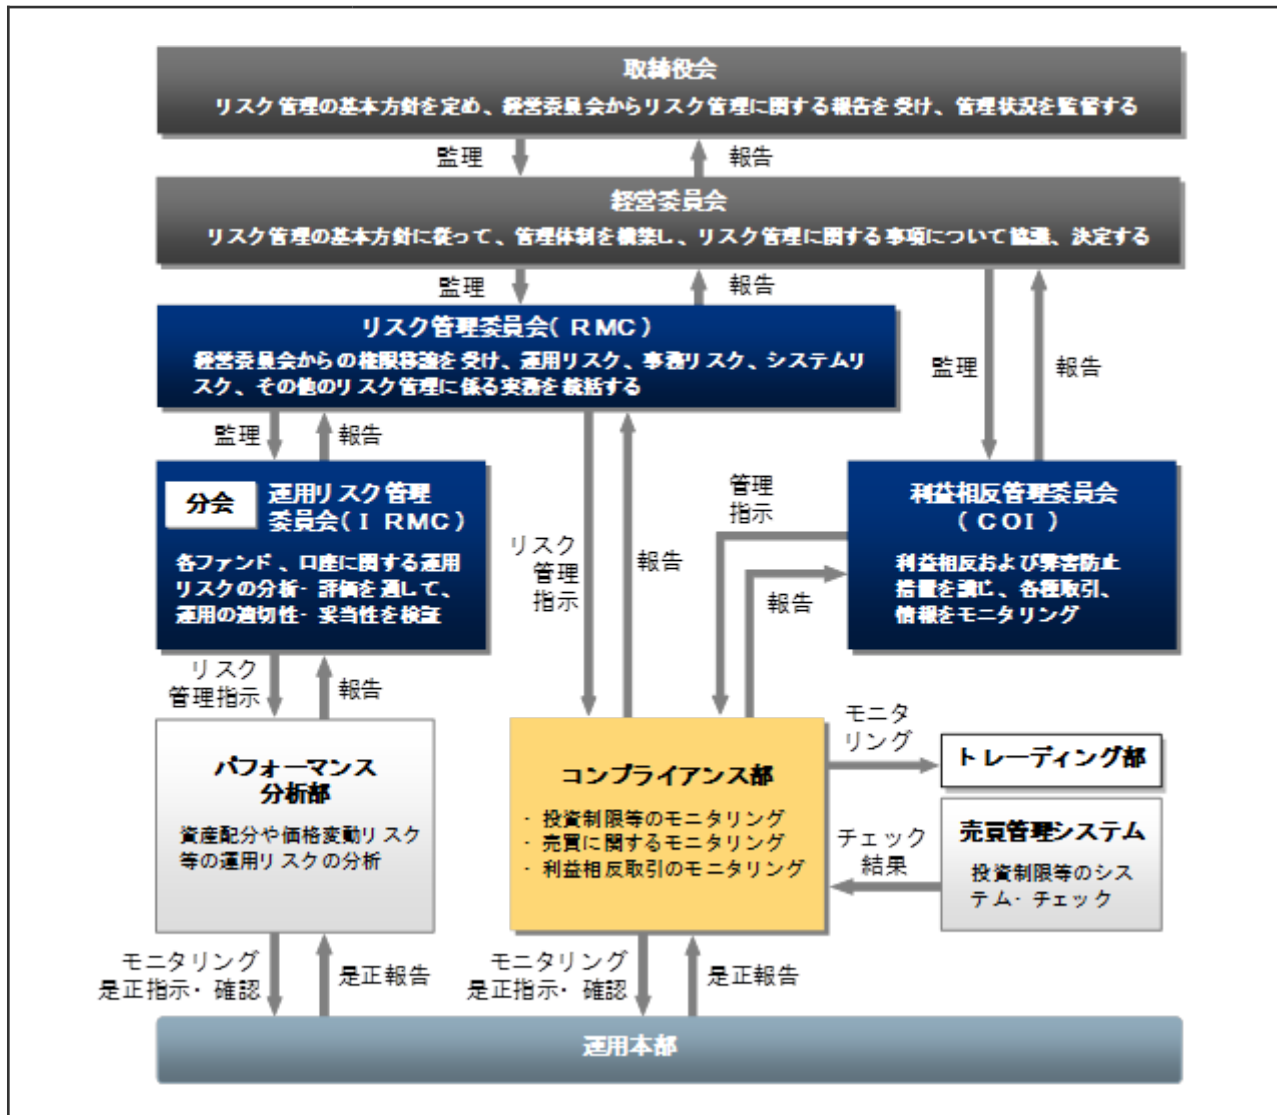 取締役会
リスク管理の基本方針を定め、経営委員会からリスク管理に関する報告を受け、管理状況を監督する
監理
報告
経営委員会
リスク管理の基本方針に従って、管理体制を構築し、リスク管理に関する事項について協議、決定する
監理
報告
リスク管理委員会(RMC)
経営委員会からの権限移譲を受け、運用リスク、事務リスク、システムリ
スク、その他のリスク管理に係る実務を統括する
監理
報告
監理
報告
分会
運用リスク管理
委員会(IRMC)
各ファンド、口座に関する運用
リスクの分析・評価を通して、
運用の適切性・妥当性を検証
リスク
管理
指示
報告
管理
指示
報告
利益相反管理委員会
(COI)
利益相反および弊害防止
措置を講じ、各種取引、
情報をモニタリング
リスク
管理指示
報告
パフォーマンス
分析部
資産配分や価格変動リスク
等の運用リスクの分析
コンプライアンス部
・投資制限等のモニタリング
・売買に関するモニタリング
・利益相反取引のモニタリング
モニタ
リング
トレーディング部
チェック
結果
売買管理システム
投資制限等のシス
テム・チェック
モニタリング
是正指示・確認
是正報告
モニタリング
是正指示・確認
是正報告
運用本部